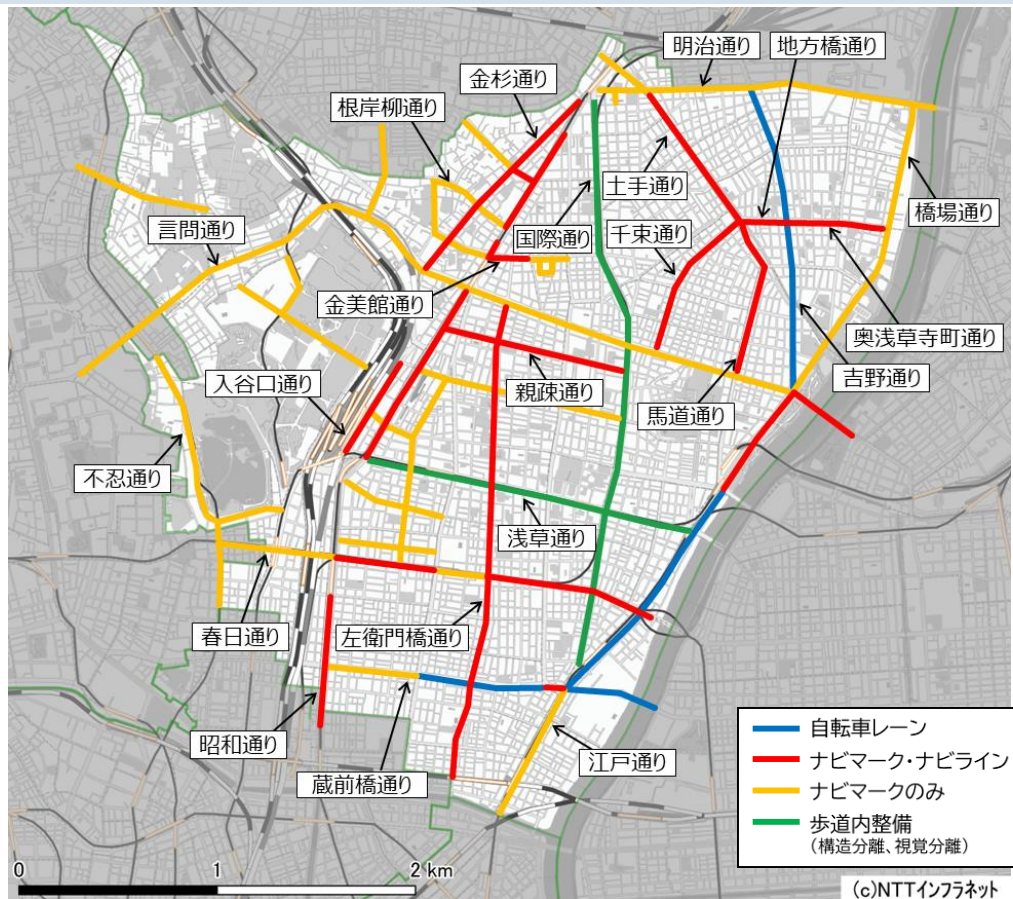 明治通り
地方橋通り
金杉通り
根岸柳通り
土手通り
橋場通り
言問通り
国際通り
千束通り
金美館通り
奥浅草寺町通り
入谷口通り
親疎通り
吉野通り
馬道通り
不忍通り
浅草通り
春日通り
左衛門橋通り
昭和通り
蔵前橋通り
江戸通り
自転車レーン
ナビマーク・ナビライン
ナビマークのみ
歩道内整備
(構造分離、視覚分離)
0 1 2 km
(c)NTTインフラネット